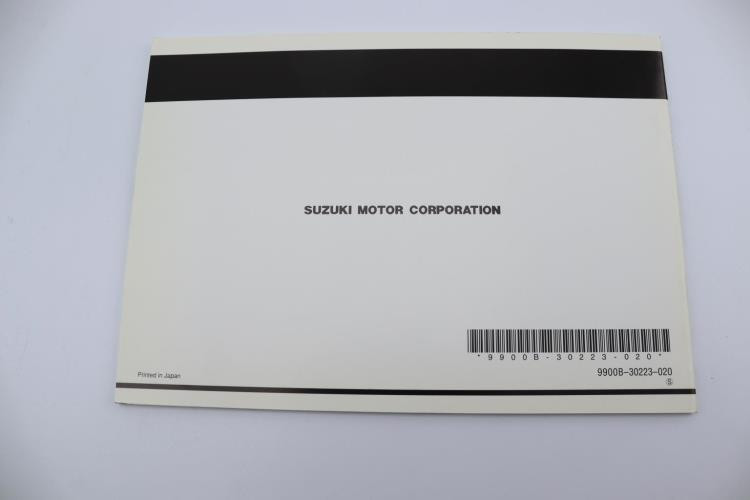 SUZUKI MOTOR CORPORATION
*9900B-30223-020*
Printed in Japan
9900B-30223-020
Ⓢ